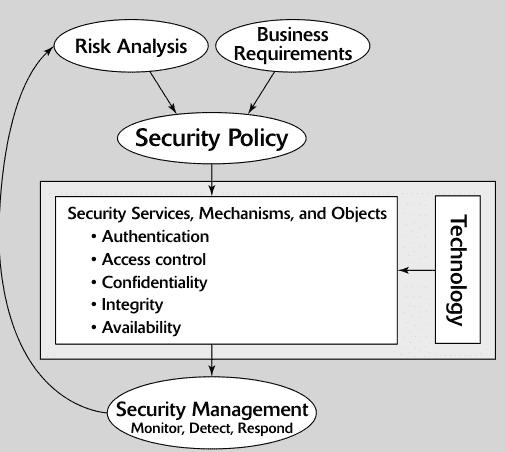 Risk Analysis
Business
Requirements
Security Policy
Security Services, Mechanisms, and Objects
• Authentication
• Access control
• Confidentiality
• Integrity
• Availability
Technology
Security Management
Monitor, Detect, Respond